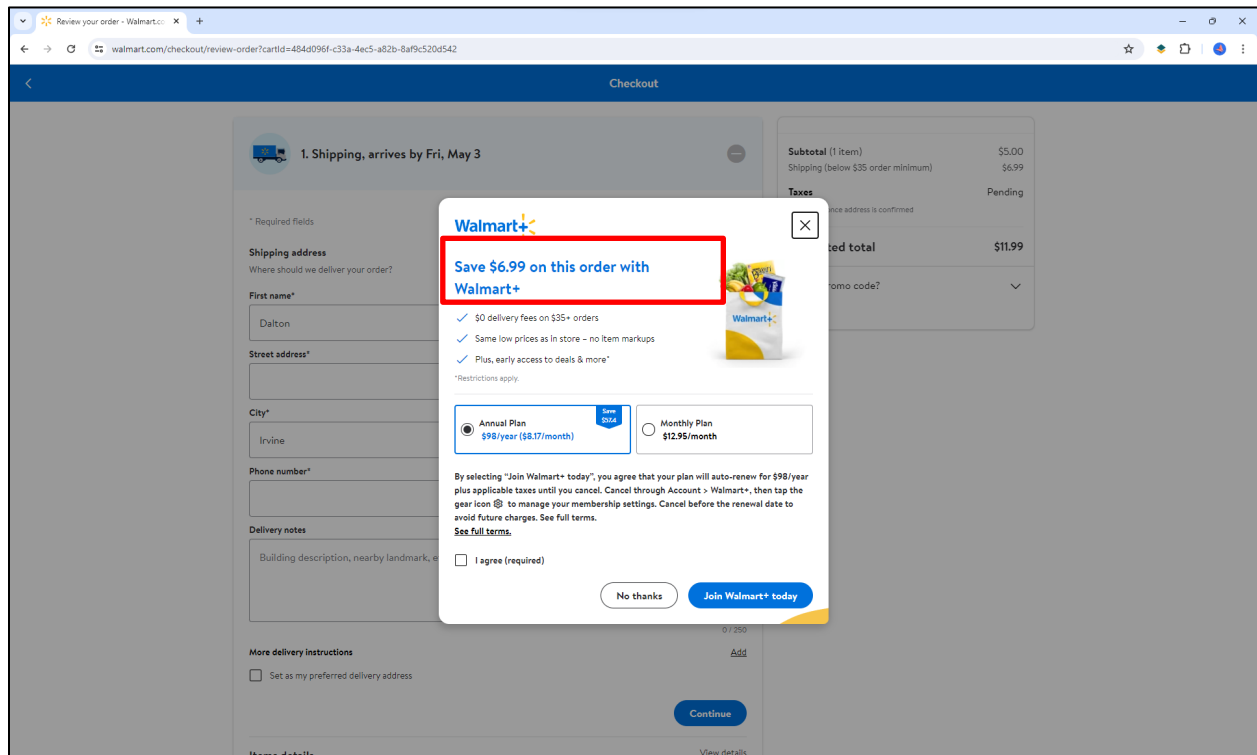 Review your order - Walmart.co
walmart.com/checkout/review-order?cartId=484d096f-c33a-4ec5-a82b-8af9c520d542
Checkout
1. Shipping, arrives by Fri, May 3
* Required fields
Shipping address
Where should we deliver your order?
First name*
Dalton
Street address*
City*
Irvine
Phone number*
Delivery notes
Building description, nearby landmark, e
0 / 250
More delivery instructions
Add
Set as my preferred delivery address
Continue
Items details
View details
Walmart+
Save $6.99 on this order with
Walmart+
$0 delivery fees on $35+ orders
Same low prices as in store – no item markups
Plus, early access to deals & more*
*Restrictions apply.
Walmart+
Annual Plan
$98/year ($8.17/month)
Save
$57.4
Monthly Plan
$12.95/month
By selecting "Join Walmart+ today", you agree that your plan will auto-renew for $98/year
plus applicable taxes until you cancel. Cancel through Account > Walmart+, then tap the
gear icon to manage your membership settings. Cancel before the renewal date to
avoid future charges. See full terms.
See full terms.
I agree (required)
No thanks
Join Walmart+ today
Subtotal (1 item) $5.00
Shipping (below $35 order minimum) $6.99
Taxes Pending
nce address is confirmed
ted total $11.99
omo code?